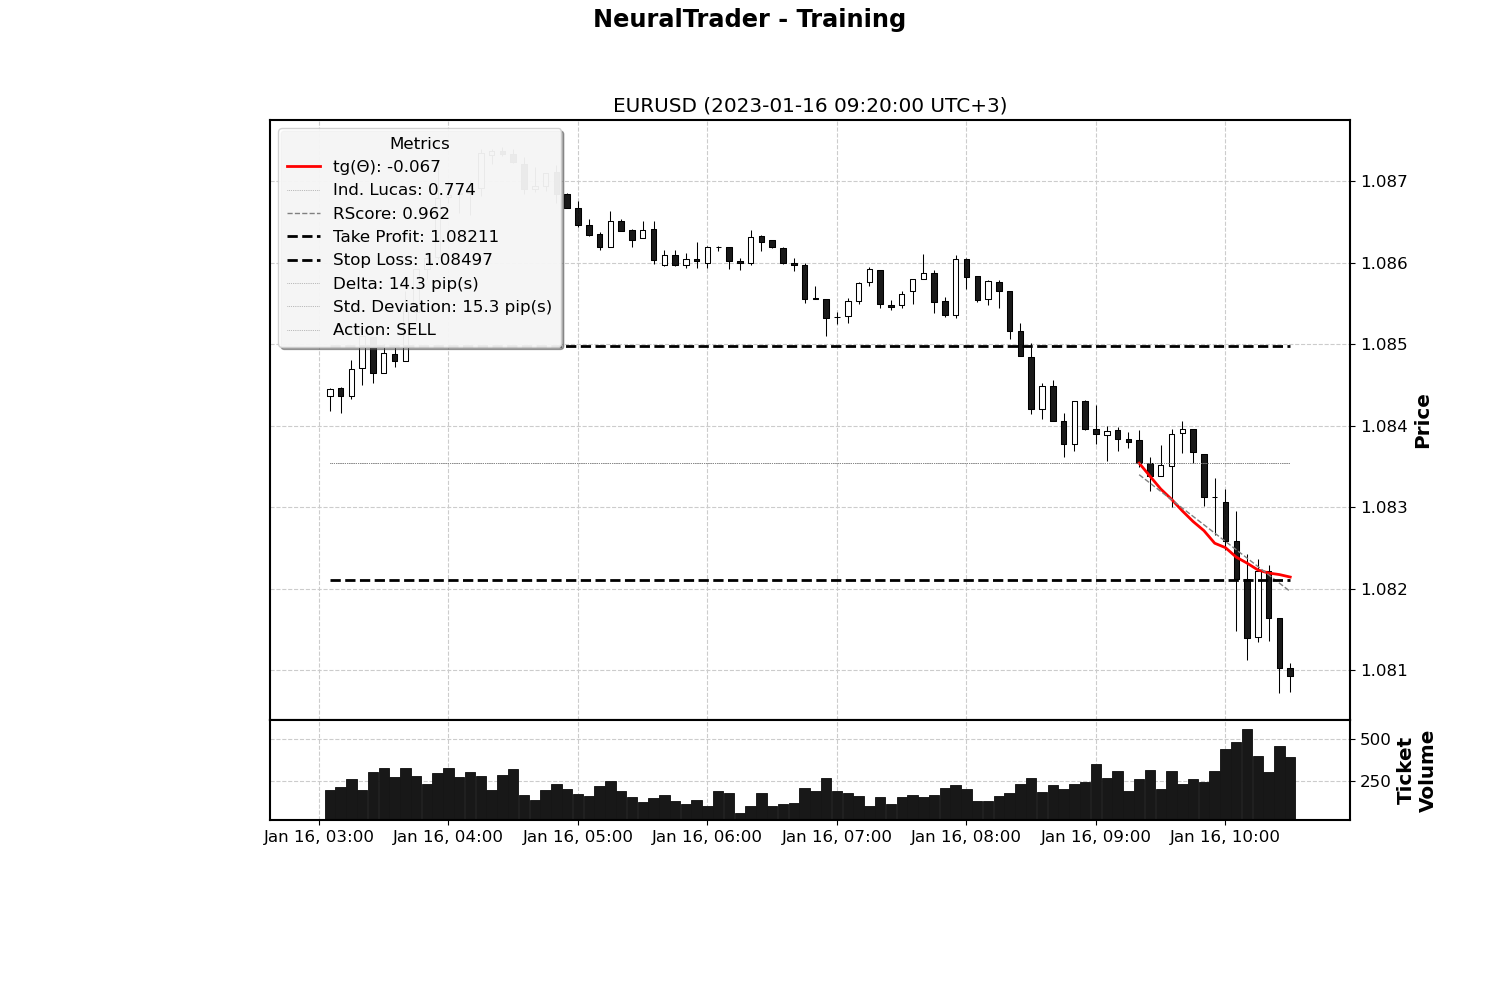 NeuralTrader - Training
EURUSD (2023-01-16 09:20:00 UTC+3)
Metrics
tg(Θ): -0.067
Ind. Lucas: 0.774
RScore: 0.962
Take Profit: 1.08211
Stop Loss: 1.08497
Delta: 14.3 pip(s)
Std. Deviation: 15.3 pip(s)
Action: SELL
1.087
1.086
1.085
1.084
1.083
1.082
1.081
Price
500
250
Ticket
Volume
Jan 16, 03:00
Jan 16, 04:00
Jan 16, 05:00
Jan 16, 06:00
Jan 16, 07:00
Jan 16, 08:00
Jan 16, 09:00
Jan 16, 10:00